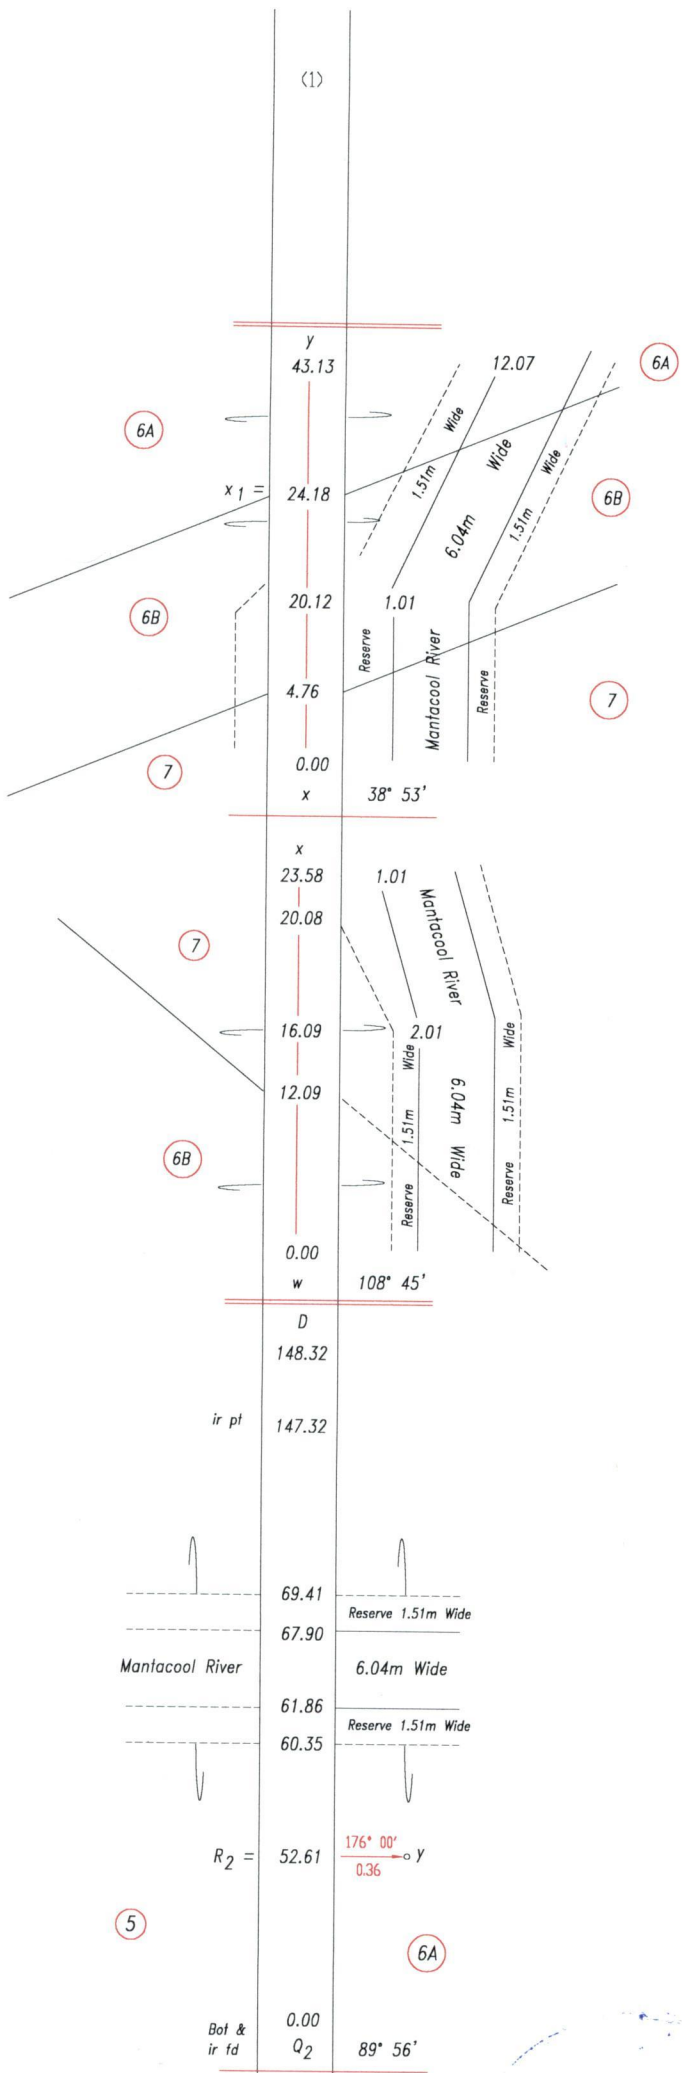 (1)
y
43.13
12.07
6A
6A
1.51m Wide
Wide
1.51m Wide
x1 = 24.18
6.04m
6B
20.12
1.01
6B
Reserve
Mantacool River
Reserve
4.76
7
7
0.00
x 38° 53'
x
23.58
1.01
Mantacool River
20.08
7
16.09
2.01
Reserve 1.51m Wide
6.04m Wide
Reserve 1.51m Wide
12.09
6B
0.00
w 108° 45'
D
148.32
ir pt 147.32
69.41
Reserve 1.51m Wide
67.90
Mantacool River 6.04m Wide
61.86
Reserve 1.51m Wide
60.35
R2 = 52.61 176° 00' y
0.36
5
6A
0.00
Bot &
ir fd Q2 89° 56'